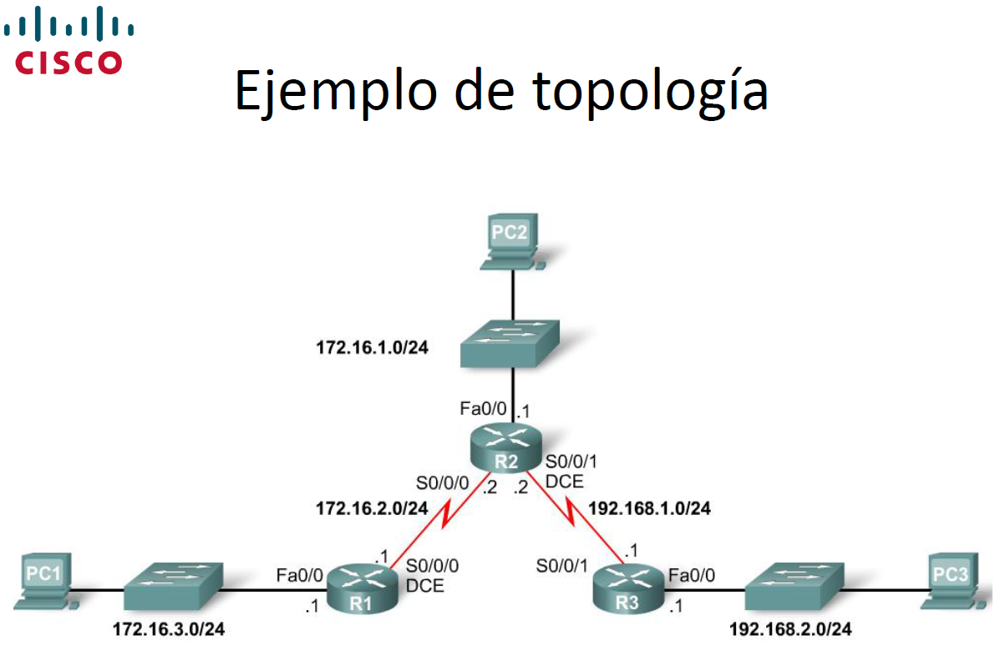 CISCO
Ejemplo de topología
PC2
172.16.1.0/24
Fa0/0 .1
R2
S0/0/1
DCE
S0/0/0 .2 .2
172.16.2.0/24
192.168.1.0/24
.1
S0/0/0
DCE
S0/0/1
.1
PC1
Fa0/0
.1
R1
172.16.3.0/24
R3
Fa0/0
.1
PC3
192.168.2.0/24